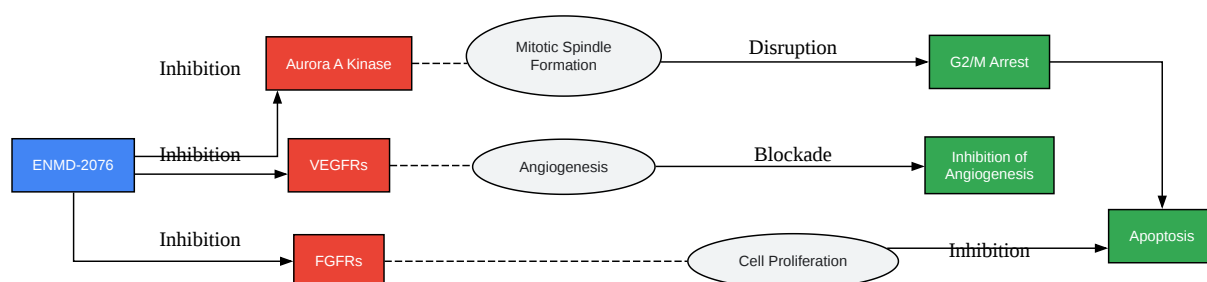 Mitotic Spindle
Formation
Disruption
Aurora A Kinase
G2/M Arrest
Inhibition
ENMD-2076
Inhibition
VEGFRs
Angiogenesis
Blockade
Inhibition of
Angiogenesis
Inhibition
FGFRs
Cell Proliferation
Inhibition
Apoptosis